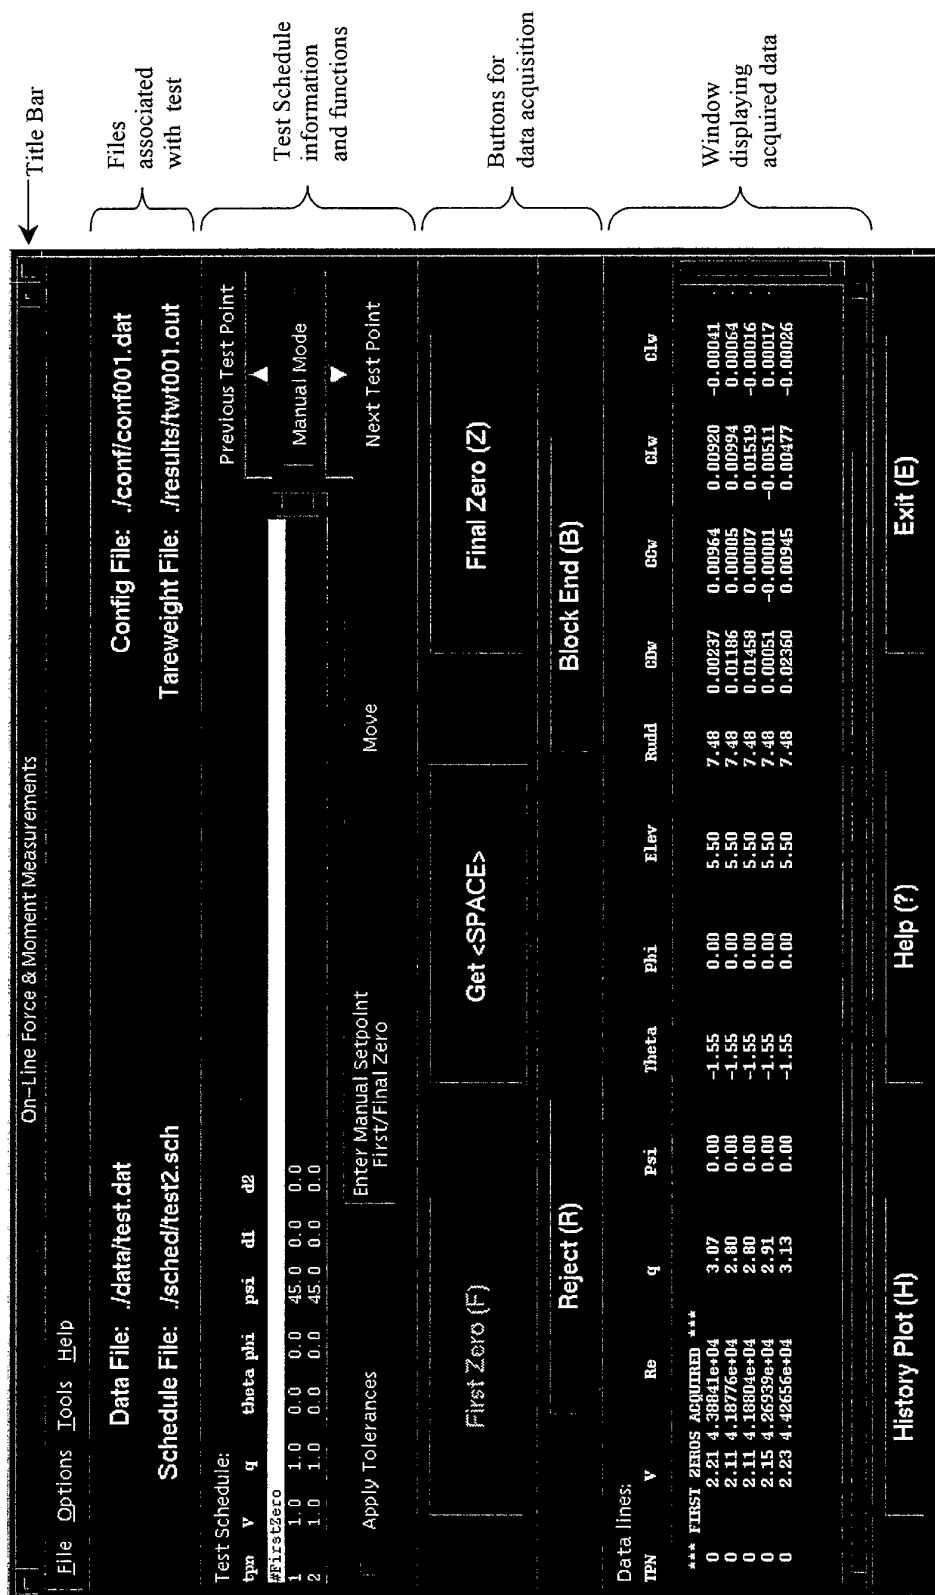 On-Line Force & Moment Measurements
Title Bar
File Options Tools Help
Data File: ./data/test.dat Config File: ./conf/conf001.dat
Schedule File: ./sched/test2.sch Tareweight File: ./results/twt001.out
Files
associated
with test
Test Schedule:
tpn V q theta phi psi d1 d2
#FirstZero
1 1.0 1.0 0.0 0.0 45.0 0.0 0.0
2 1.0 1.0 0.0 0.0 45.0 0.0 0.0
Previous Test Point
Manual Mode
Next Test Point
Apply Tolerances
Enter Manual Setpoint
First/Final Zero
Move
Test Schedule
information
and functions
First Zero (F) Get <SPACE> Final Zero (Z)
Reject (R) Block End (B)
Buttons for
data acquisition
Data lines:
TPN V Re q Psi Theta Phi Elev Rudd CDw CCw CLw Clw
*** FIRST ZEROS ACQUIRED ***
0 2.21 4.38841e+04 3.07 0.00 -1.55 0.00 5.50 7.48 0.00237 0.00964 0.00920 -0.00041 .
0 2.11 4.18776e+04 2.80 0.00 -1.55 0.00 5.50 7.48 0.01186 0.00005 0.00994 0.00064 .
0 2.11 4.18804e+04 2.80 0.00 -1.55 0.00 5.50 7.48 0.01458 0.00007 0.01519 -0.00016 .
0 2.15 4.26939e+04 2.91 0.00 -1.55 0.00 5.50 7.48 0.00051 -0.00001 -0.00511 0.00017 .
0 2.23 4.42656e+04 3.13 0.00 -1.55 0.00 5.50 7.48 0.02360 0.00945 0.00477 -0.00026
Window
displaying
acquired data
History Plot (H) Help (?) Exit (E)